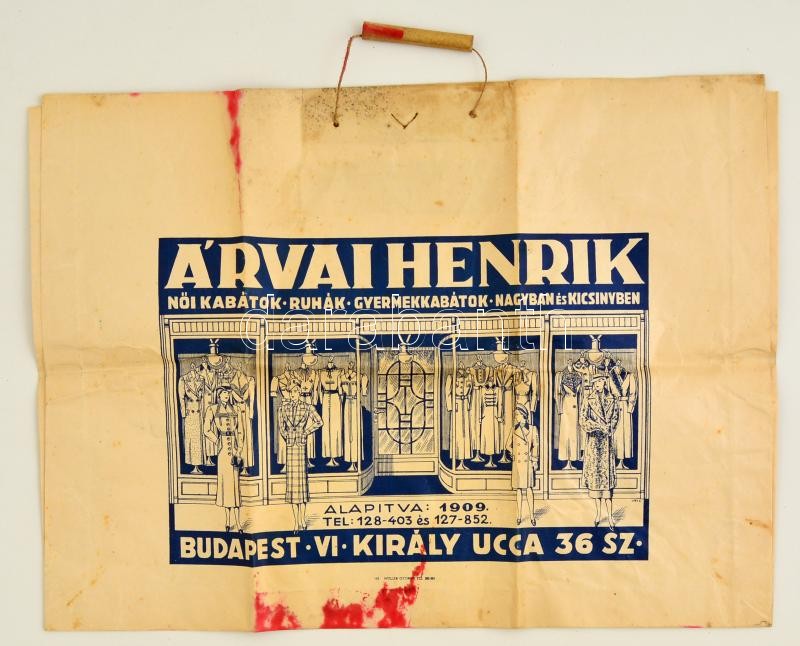 ÁRVAI HENRIK
NŐI KABÁTOK · RUHÁK · GYERMEKKABÁTOK · NAGYBAN és KICSINYBEN
darabanth
ALAPITVA: 1909.
TEL: 128-403 és 127-852.
BUDAPEST · VI · KIRÁLY UCCA 36 SZ ·